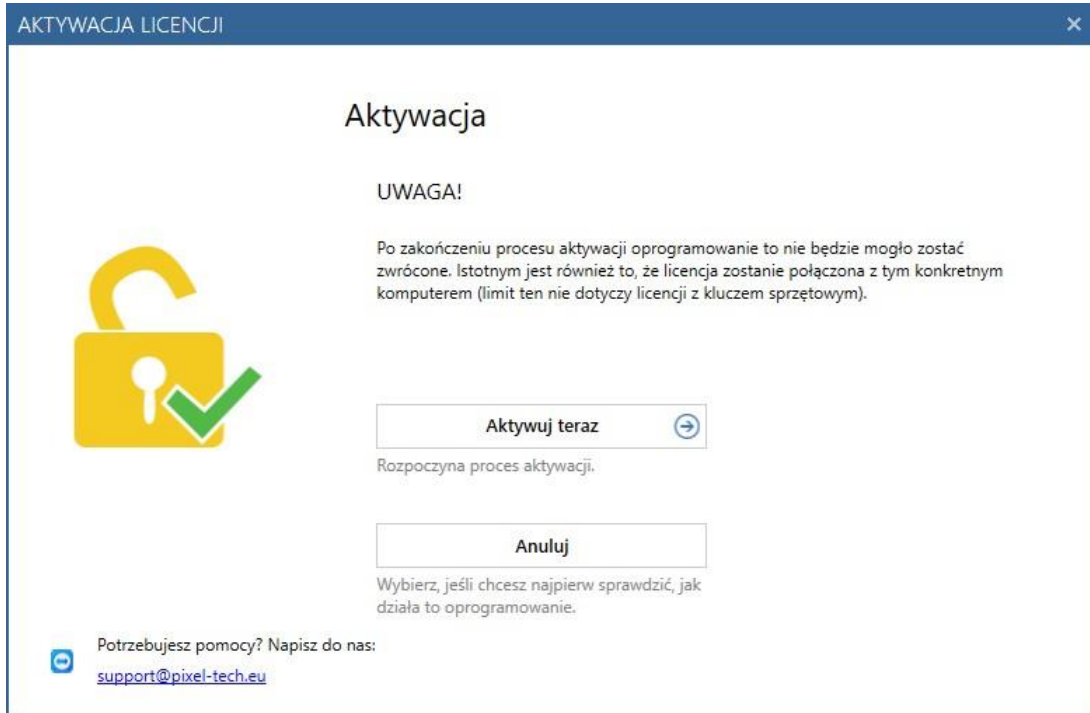 AKTYWACJA LICENCJI
Aktywacja
UWAGA!
Po zakończeniu procesu aktywacji oprogramowanie to nie będzie mogło zostać
zwrócone. Istotnym jest również to, że licencja zostanie połączona z tym konkretnym
komputerem (limit ten nie dotyczy licencji z kluczem sprzętowym).
Aktywuj teraz
Rozpoczyna proces aktywacji.
Anuluj
Wybierz, jeśli chcesz najpierw sprawdzić, jak
działa to oprogramowanie.
Potrzebujesz pomocy? Napisz do nas:
support@pixel-tech.eu